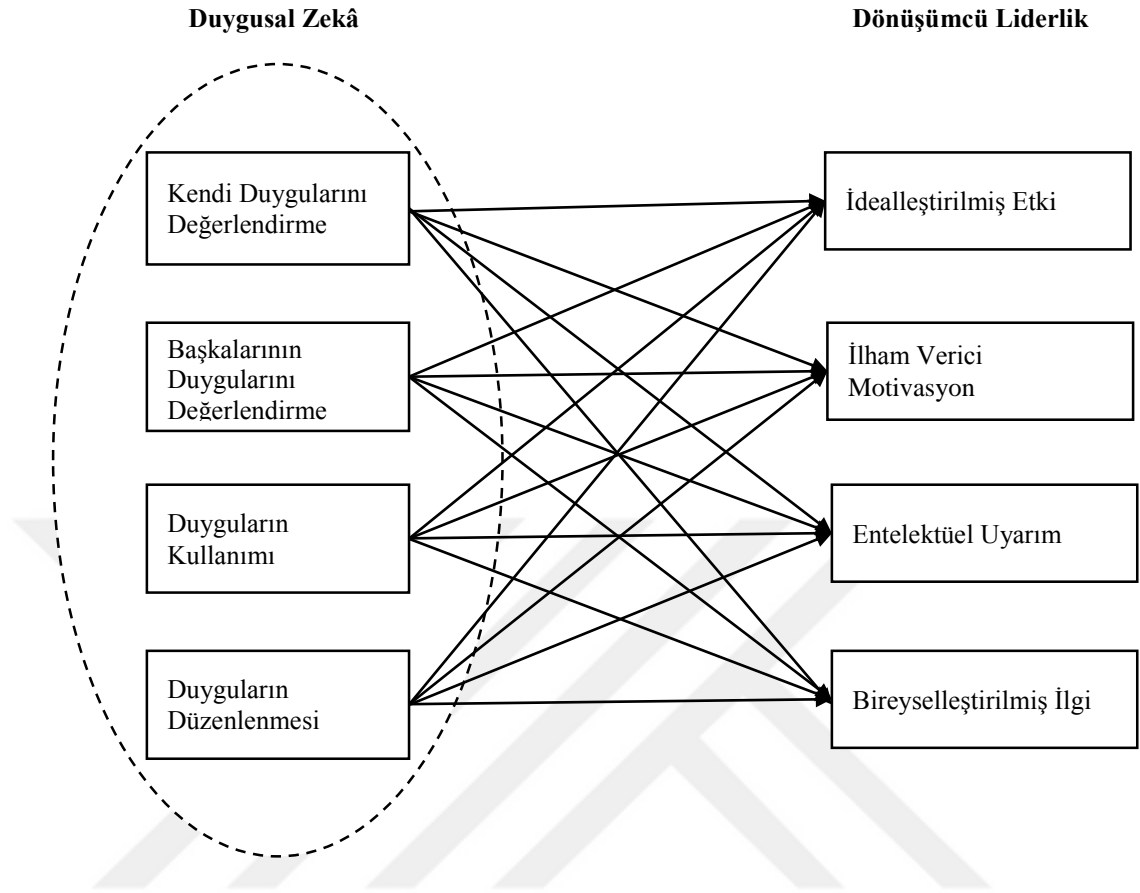 Duygusal Zekâ
Dönüşümcü Liderlik
Kendi Duygularını
Değerlendirme
Başkalarının
Duygularını
Değerlendirme
Duyguların
Kullanımı
Duyguların
Düzenlenmesi
İdealleştirilmiş Etki
İlham Verici
Motivasyon
Entelektüel Uyarım
Bireyselleştirilmiş İlgi